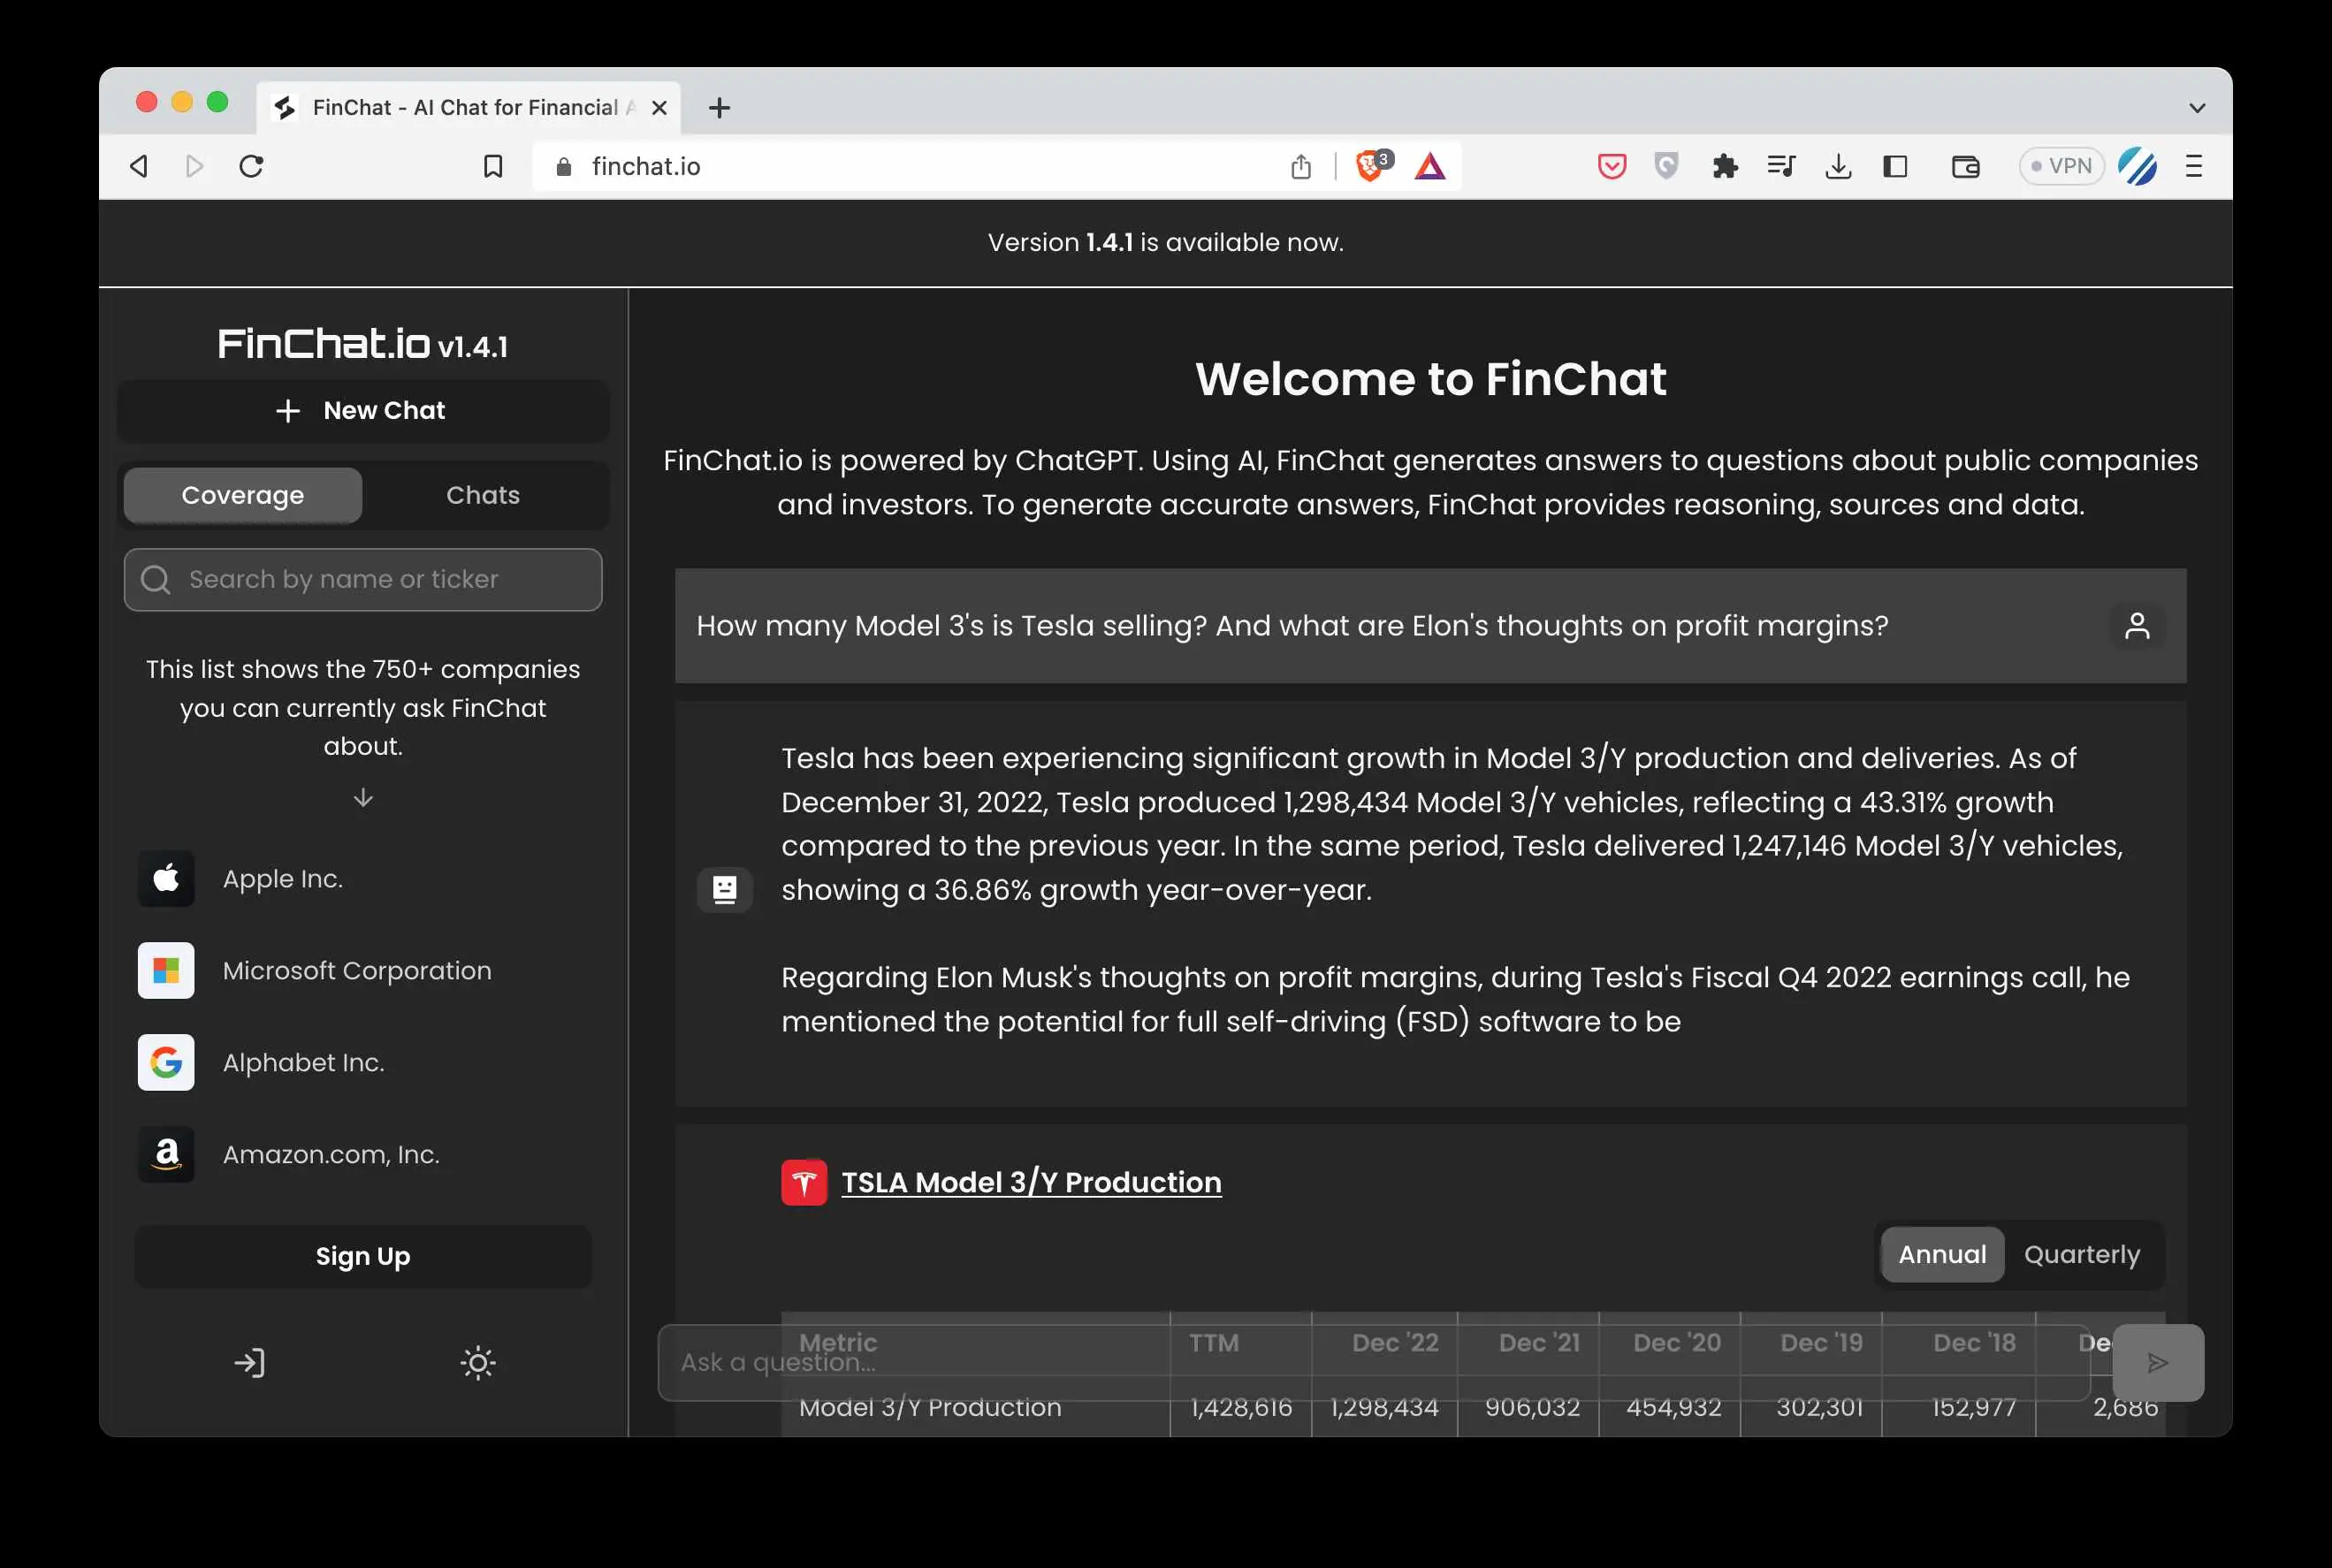 FinChat - AI Chat for Financial A
finchat.io
3
VPN
Version 1.4.1 is available now.
FinChat.io v1.4.1
New Chat
Coverage
Chats
Search by name or ticker
This list shows the 750+ companies
you can currently ask FinChat
about.
Apple Inc.
Microsoft Corporation
Alphabet Inc.
Amazon.com, Inc.
Sign Up
Welcome to FinChat
FinChat.io is powered by ChatGPT. Using AI, FinChat generates answers to questions about public companies
and investors. To generate accurate answers, FinChat provides reasoning, sources and data.
How many Model 3's is Tesla selling? And what are Elon's thoughts on profit margins?
Tesla has been experiencing significant growth in Model 3/Y production and deliveries. As of
December 31, 2022, Tesla produced 1,298,434 Model 3/Y vehicles, reflecting a 43.31% growth
compared to the previous year. In the same period, Tesla delivered 1,247,146 Model 3/Y vehicles,
showing a 36.86% growth year-over-year.
Regarding Elon Musk's thoughts on profit margins, during Tesla's Fiscal Q4 2022 earnings call, he
mentioned the potential for full self-driving (FSD) software to be
TSLA Model 3/Y Production
Annual Quarterly
Metric TTM Dec '22 Dec '21 Dec '20 Dec '19 Dec '18 De
Ask a question...
Model 3/Y Production 1,428,616 1,298,434 906,032 454,932 302,301 152,977 2,686